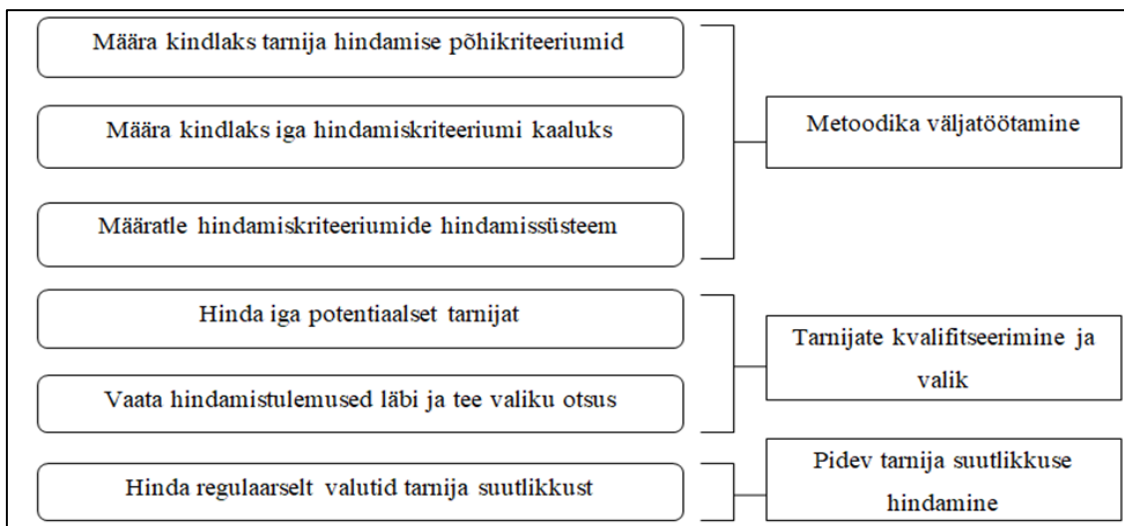 Määra kindlaks tarnija hindamise põhikriteeriumid
Määra kindlaks iga hindamiskriteeriumi kaaluks
Määratle hindamiskriteeriumide hindamissüsteem
Metoodika väljatöötamine
Hinda iga potentiaalset tarnijat
Vaata hindamistulemused läbi ja tee valiku otsus
Tarnijate kvalifitseerimine ja
valik
Hinda regulaarselt valutid tarnija suutlikkust
Pidev tarnija suutlikkuse
hindamine